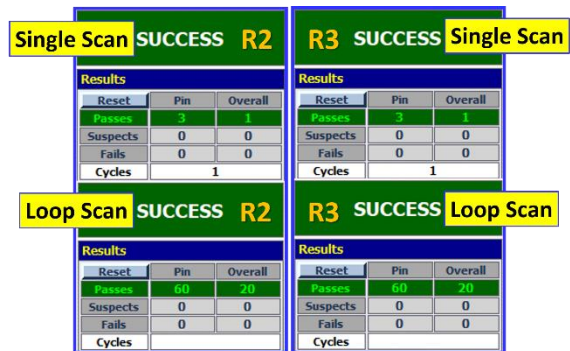 Single Scan SUCCESS R2
Results
Reset Pin Overall
Passes 3 1
Suspects 0 0
Fails 0 0
Cycles 1
R3 SUCCESS Single Scan
Results
Reset Pin Overall
Passes 3 1
Suspects 0 0
Fails 0 0
Cycles 1
Loop Scan SUCCESS R2
Results
Reset Pin Overall
Passes 60 20
Suspects 0 0
Fails 0 0
Cycles
R3 SUCCESS Loop Scan
Results
Reset Pin Overall
Passes 60 20
Suspects 0 0
Fails 0 0
Cycles